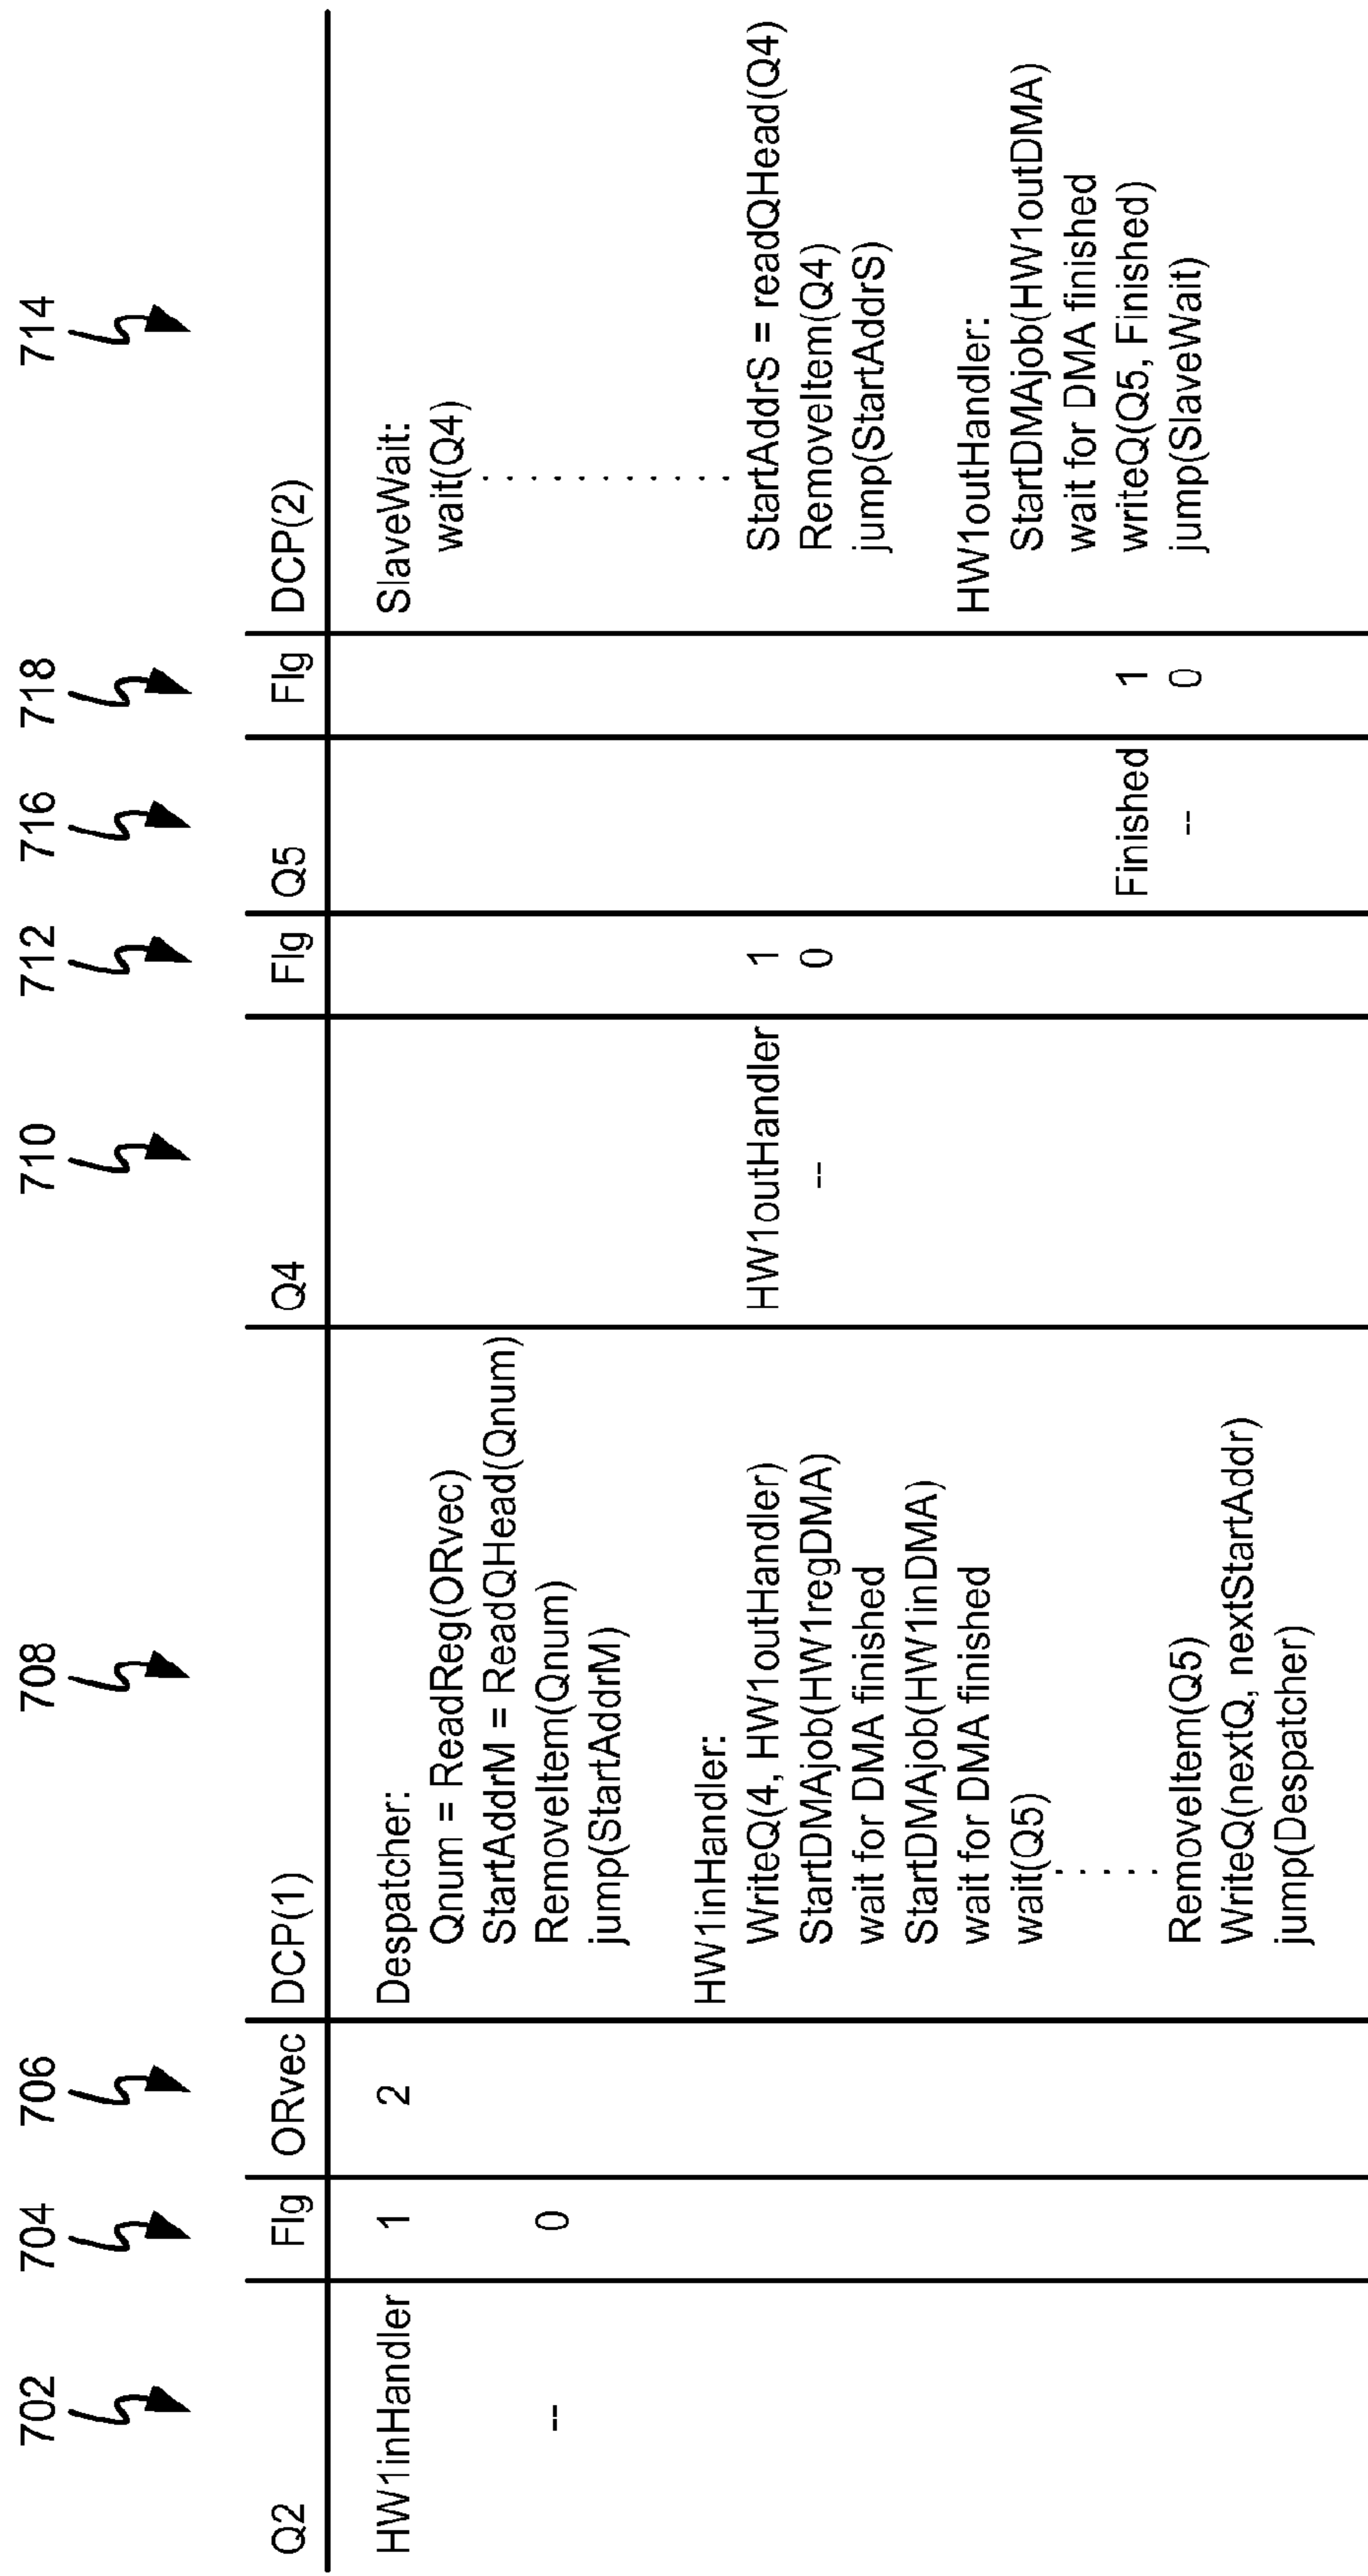 702 704 706 708 710 712 716 718 714
Q2 Flg ORvec DCP(1) Q4 Flg Q5 Flg DCP(2)
HW1inHandler 1 2 Despatcher: SlaveWait:
Qnum = ReadReg(ORvec) wait(Q4)
StartAddrM = ReadQHead(Qnum)
-- 0 RemoveItem(Qnum)
jump(StartAddrM)
HW1inHandler:
WriteQ(4, HW1outHandler) HW1outHandler 1 StartAddrS = readQHead(Q4)
StartDMAjob(HW1regDMA) -- 0 RemoveItem(Q4)
wait for DMA finished jump(StartAddrS)
StartDMAjob(HW1inDMA)
wait for DMA finished HW1outHandler:
wait(Q5) StartDMAjob(HW1outDMA)
wait for DMA finished
Finished 1 writeQ(Q5, Finished)
RemoveItem(Q5) -- 0 jump(SlaveWait)
WriteQ(nextQ, nextStartAddr)
jump(Despatcher)